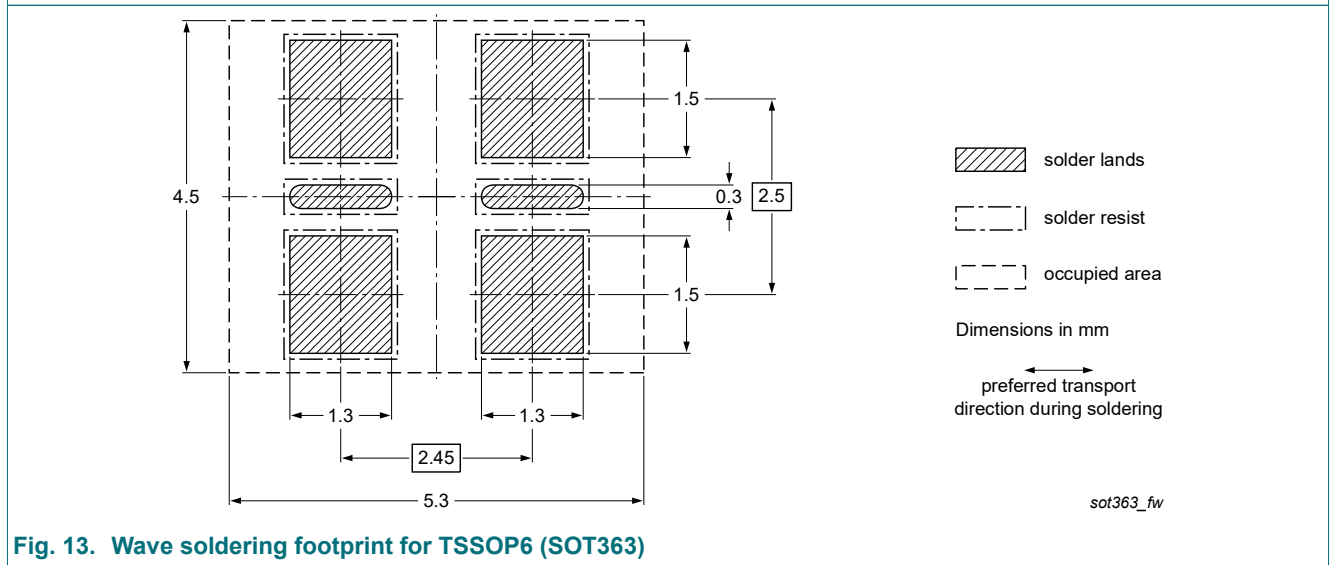 1.5
4.5
0.3
2.5
1.5
1.3
1.3
2.45
5.3
solder lands
solder resist
occupied area
Dimensions in mm
preferred transport
direction during soldering
sot363_fw
Fig. 13. Wave soldering footprint for TSSOP6 (SOT363)